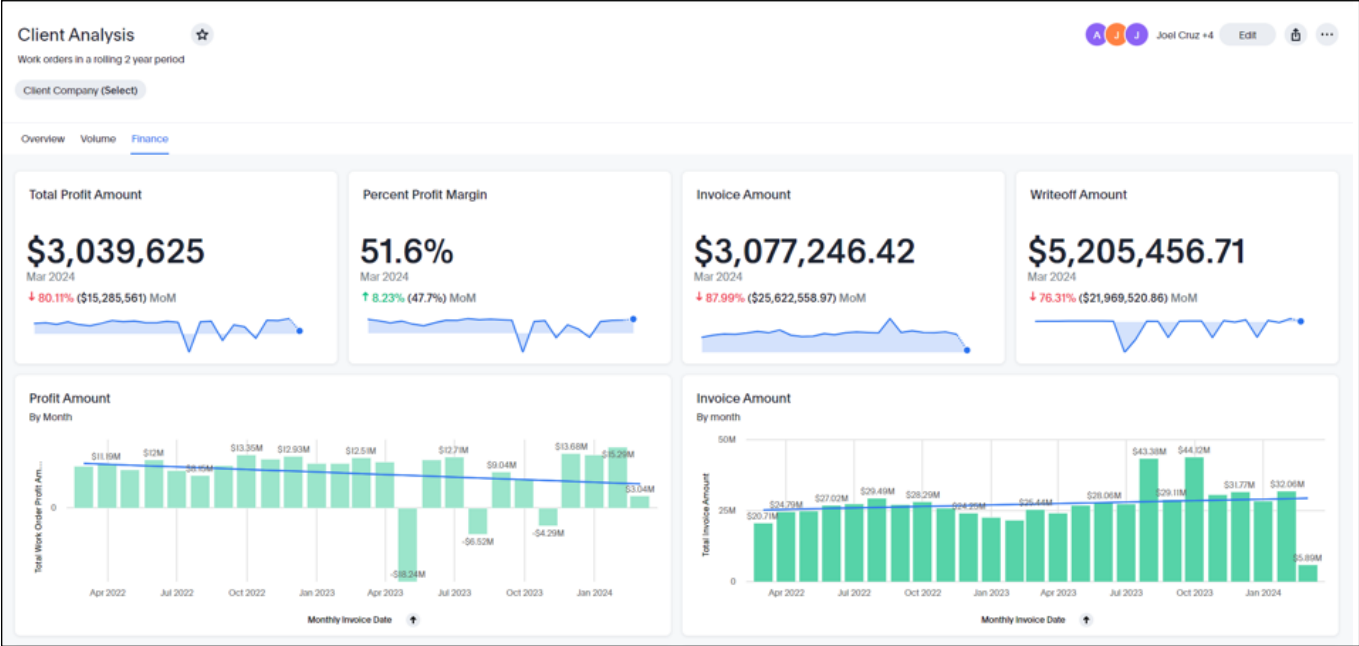 Client Analysis
A J J Joel Cruz +4 Edit
Work orders in a rolling 2 year period
Client Company (Select)
Overview Volume Finance
Total Profit Amount
$3,039,625
Mar 2024
80.11% ($15,285,561) MoM
Percent Profit Margin
51.6%
Mar 2024
8.23% (47.7%) MoM
Invoice Amount
$3,077,246.42
Mar 2024
87.99% ($25,622,558.97) MoM
Writeoff Amount
$5,205,456.71
Mar 2024
76.31% ($21,969,520.86) MoM
Profit Amount
By Month
Total Work Order Profit Am...
0
$11.19M
$12M
$8.15M
$13.35M
$12.93M
$12.51M
-$18.24M
$12.71M
-$6.52M
$9.04M
-$4.29M
$13.68M
$15.29M
$3.04M
Apr 2022 Jul 2022 Oct 2022 Jan 2023 Apr 2023 Jul 2023 Oct 2023 Jan 2024
Monthly Invoice Date
Invoice Amount
By month
Total Invoice Amount
50M
25M
0
$20.71M
$24.79M
$27.02M
$29.49M
$28.29M
$25.44M
$28.06M
$43.38M
$29.11M
$44.12M
$31.77M
$32.06M
$5.89M
Apr 2022 Jul 2022 Oct 2022 Jan 2023 Apr 2023 Jul 2023 Oct 2023 Jan 2024
Monthly Invoice Date